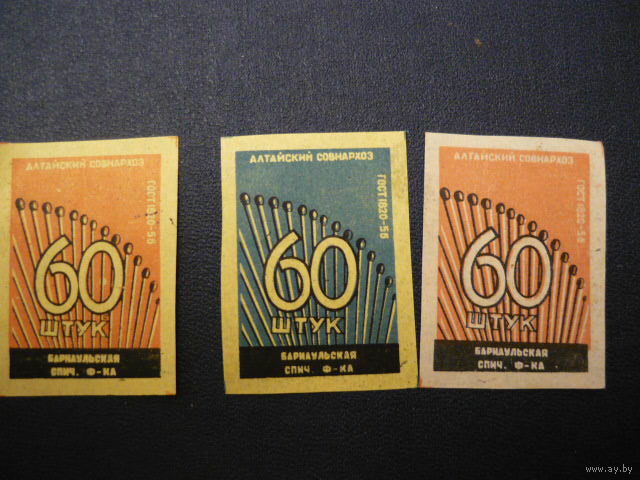 АЛТАЙСКИЙ СОВНАРХОЗ
ГОСТ 1820-56
60
ШТУК
БАРНАУЛЬСКАЯ
СПИЧ. Ф-КА
АЛТАЙСКИЙ СОВНАРХОЗ
ГОСТ 1820-56
60
ШТУК
БАРНАУЛЬСКАЯ
СПИЧ. Ф-КА
АЛТАЙСКИЙ СОВНАРХОЗ
ГОСТ 1820-56
60
ШТУК
БАРНАУЛЬСКАЯ
СПИЧ. Ф-КА
www.ay.by